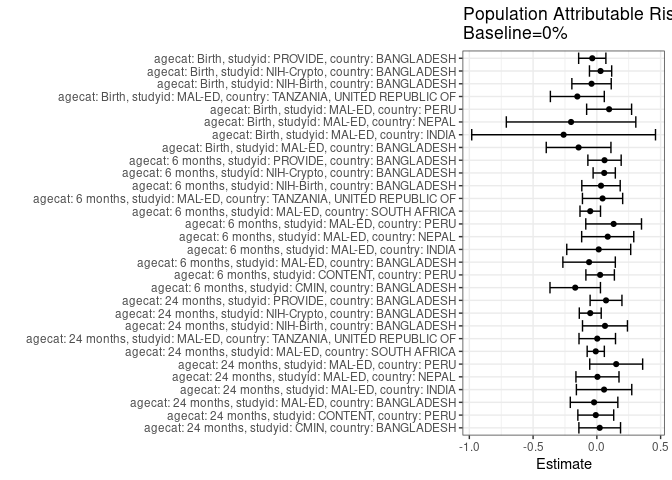 Population Attributable Ris
Baseline=0%
agecat: Birth, studyid: PROVIDE, country: BANGLADESH
agecat: Birth, studyid: NIH-Crypto, country: BANGLADESH
agecat: Birth, studyid: NIH-Birth, country: BANGLADESH
agecat: Birth, studyid: MAL-ED, country: TANZANIA, UNITED REPUBLIC OF
agecat: Birth, studyid: MAL-ED, country: PERU
agecat: Birth, studyid: MAL-ED, country: NEPAL
agecat: Birth, studyid: MAL-ED, country: INDIA
agecat: Birth, studyid: MAL-ED, country: BANGLADESH
agecat: 6 months, studyid: PROVIDE, country: BANGLADESH
agecat: 6 months, studyid: NIH-Crypto, country: BANGLADESH
agecat: 6 months, studyid: NIH-Birth, country: BANGLADESH
agecat: 6 months, studyid: MAL-ED, country: TANZANIA, UNITED REPUBLIC OF
agecat: 6 months, studyid: MAL-ED, country: SOUTH AFRICA
agecat: 6 months, studyid: MAL-ED, country: PERU
agecat: 6 months, studyid: MAL-ED, country: NEPAL
agecat: 6 months, studyid: MAL-ED, country: INDIA
agecat: 6 months, studyid: MAL-ED, country: BANGLADESH
agecat: 6 months, studyid: CONTENT, country: PERU
agecat: 6 months, studyid: CMIN, country: BANGLADESH
agecat: 24 months, studyid: PROVIDE, country: BANGLADESH
agecat: 24 months, studyid: NIH-Crypto, country: BANGLADESH
agecat: 24 months, studyid: NIH-Birth, country: BANGLADESH
agecat: 24 months, studyid: MAL-ED, country: TANZANIA, UNITED REPUBLIC OF
agecat: 24 months, studyid: MAL-ED, country: SOUTH AFRICA
agecat: 24 months, studyid: MAL-ED, country: PERU
agecat: 24 months, studyid: MAL-ED, country: NEPAL
agecat: 24 months, studyid: MAL-ED, country: INDIA
agecat: 24 months, studyid: MAL-ED, country: BANGLADESH
agecat: 24 months, studyid: CONTENT, country: PERU
agecat: 24 months, studyid: CMIN, country: BANGLADESH
-1.0 -0.5 0.0 0.5
Estimate